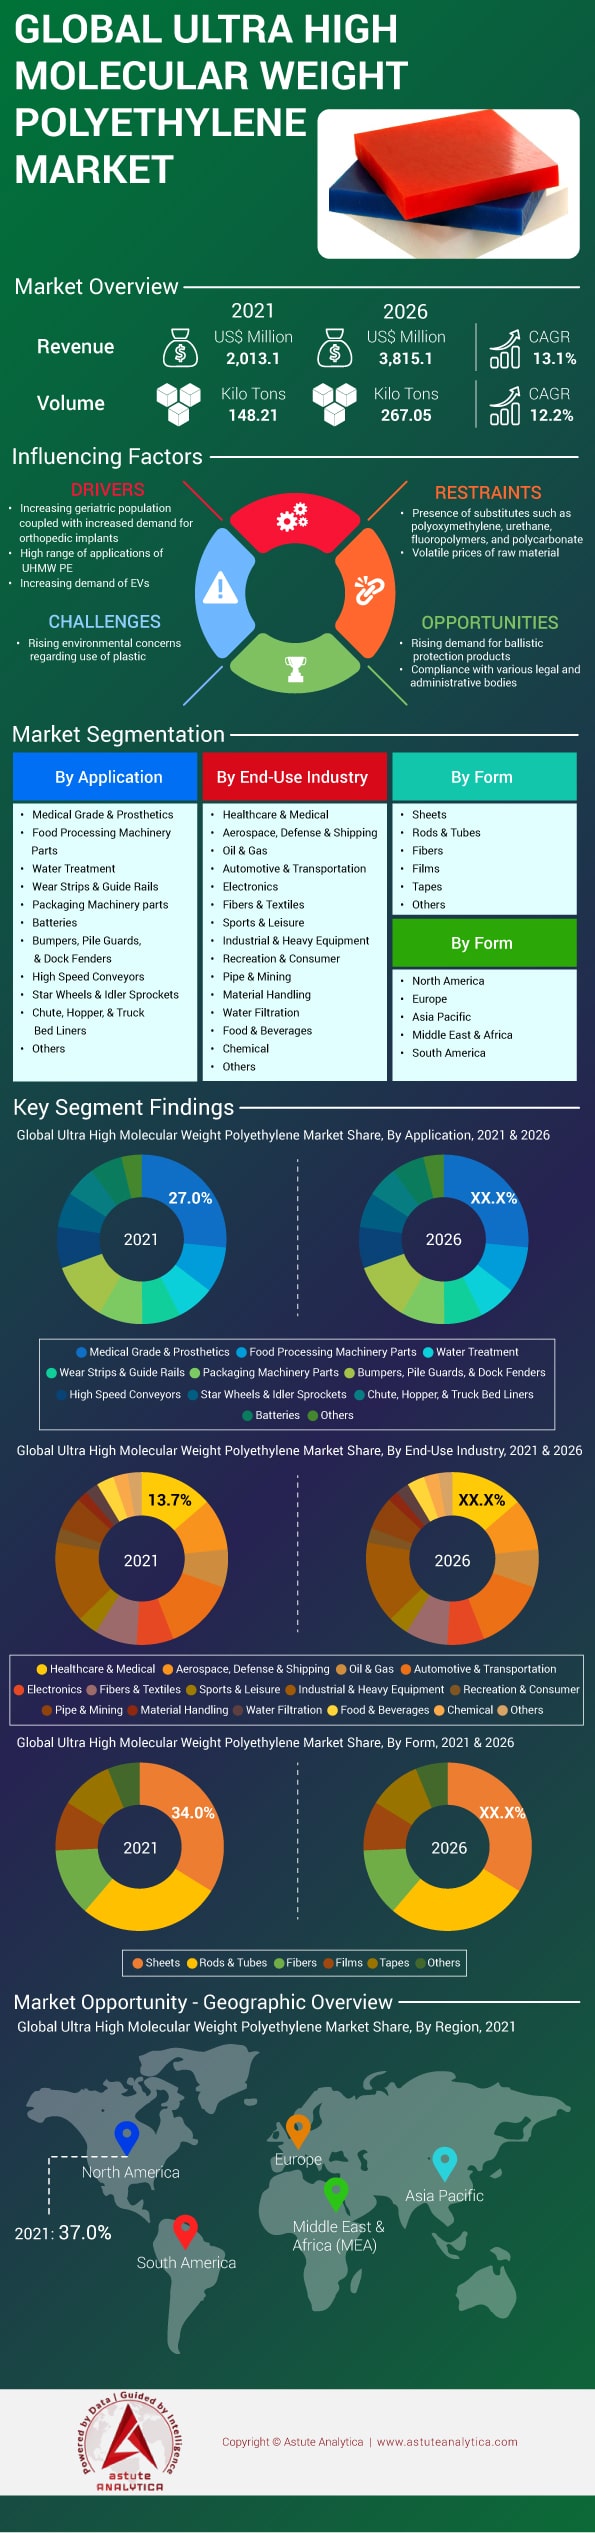 GLOBAL ULTRA HIGH
MOLECULAR WEIGHT
POLYETHYLENE
MARKET
Market Overview
2021
2026
Revenue
US$ Million
2,013.1
US$ Million
3,815.1
CAGR
13.1%
Volume
Kilo Tons
148.21
Kilo Tons
267.05
CAGR
12.2%
Influencing Factors
DRIVERS
• Increasing geriatric population
coupled with increased demand for
orthopedic implants
• High range of applications of
UHMW PE
• Increasing demand of EVs
RESTRAINTS
• Presence of substitutes such as
polyoxymethylene, urethane,
fluoropolymers, and polycarbonate
• Volatile prices of raw material
CHALLENGES
• Rising environmental concerns
regarding use of plastic
OPPORTUNITIES
• Rising demand for ballistic
protection products
• Compliance with various legal and
administrative bodies
Market Segmentation
By Application
• Medical Grade & Prosthetics
• Food Processing Machinery
Parts
• Water Treatment
• Wear Strips & Guide Rails
• Packaging Machinery parts
• Batteries
• Bumpers, Pile Guards,
& Dock Fenders
• High Speed Conveyors
• Star Wheels & Idler Sprockets
• Chute, Hopper, & Truck
Bed Liners
• Others
By End-Use Industry
• Healthcare & Medical
• Aerospace, Defense & Shipping
• Oil & Gas
• Automotive & Transportation
• Electronics
• Fibers & Textiles
• Sports & Leisure
• Industrial & Heavy Equipment
• Recreation & Consumer
• Pipe & Mining
• Material Handling
• Water Filtration
• Food & Beverages
• Chemical
• Others
By Form
• Sheets
• Rods & Tubes
• Fibers
• Films
• Tapes
• Others
By Form
• North America
• Europe
• Asia Pacific
• Middle East & Africa
• South America
Key Segment Findings
Global Ultra High Molecular Weight Polyethylene Market Share, By Application, 2021 & 2026
27.0%
2021
XX.X%
2026
Medical Grade & Prosthetics Food Processing Machinery Parts Water Treatment
Wear Strips & Guide Rails Packaging Machinery Parts Bumpers, Pile Guards, & Dock Fenders
High Speed Conveyors Star Wheels & Idler Sprockets Chute, Hopper, & Truck Bed Liners
Batteries Others
Global Ultra High Molecular Weight Polyethylene Market Share, By End-Use Industry, 2021 & 2026
13.7%
2021
XX.X%
2026
Healthcare & Medical Aerospace, Defense & Shipping Oil & Gas Automotive & Transportation
Electronics Fibers & Textiles Sports & Leisure Industrial & Heavy Equipment Recreation & Consumer
Pipe & Mining Material Handling Water Filtration Food & Beverages Chemical Others
Global Ultra High Molecular Weight Polyethylene Market Share, By Form, 2021 & 2026
34.0%
2021
XX.X%
2026
Sheets Rods & Tubes Fibers Films Tapes Others
Market Opportunity - Geographic Overview
Global Ultra High Molecular Weight Polyethylene Market Share, By Region, 2021
North America
Europe
Asia Pacific
2021: 37.0%
Middle East &
Africa (MEA)
South America
Powered by Data | Guided by Intelligence
astute
ANALYTICA
Copyright © Astute Analytica | www.astuteanalytica.com